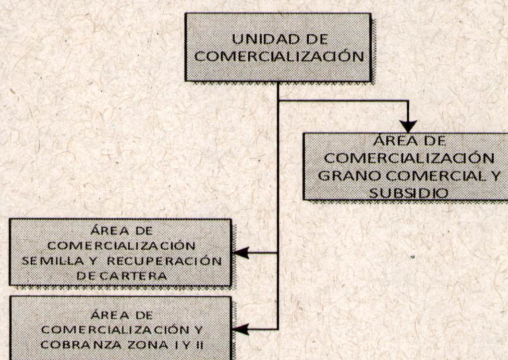 UNIDAD DE
COMERCIALIZACIÓN
ÁREA DE
COMERCIALIZACIÓN
GRANO COMERCIAL Y
SUBSIDIO
ÁREA DE
COMERCIALIZACIÓN
SEMILLA Y RECUPERACIÓN
DE CARTERA
ÁREA DE
COMERCIALIZACIÓN Y
COBRANZA ZONA I Y II